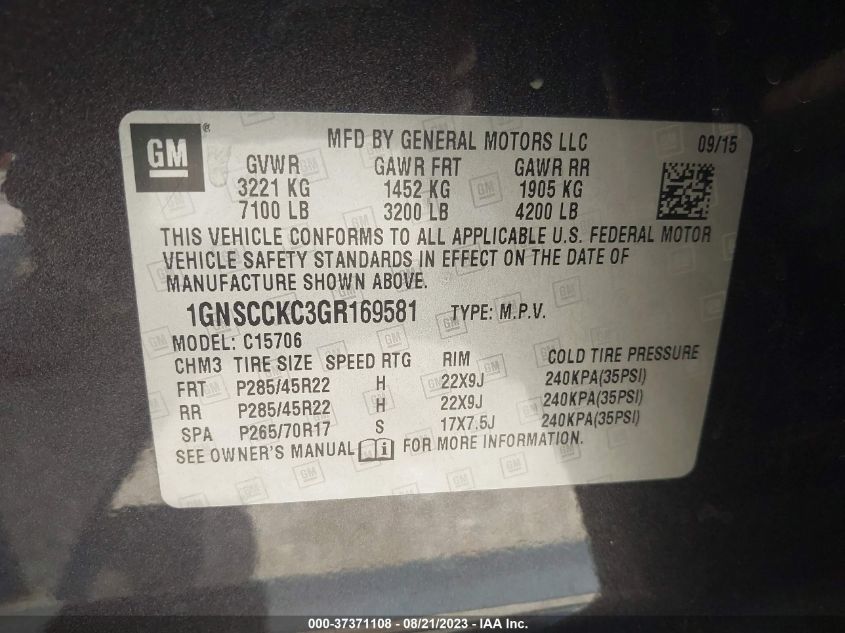 GM ® MFD BY GENERAL MOTORS LLC 09/15
GVWR GAWR FRT GAWR RR
3221 KG 1452 KG 1905 KG
7100 LB 3200 LB 4200 LB
THIS VEHICLE CONFORMS TO ALL APPLICABLE U.S. FEDERAL MOTOR
VEHICLE SAFETY STANDARDS IN EFFECT ON THE DATE OF
MANUFACTURE SHOWN ABOVE.
1GNSCCKC3GR169581 TYPE: M.P.V.
MODEL: C15706
CHM3 TIRE SIZE SPEED RTG RIM COLD TIRE PRESSURE
FRT P285/45R22 H 22X9J 240KPA(35PSI)
RR P285/45R22 H 22X9J 240KPA(35PSI)
SPA P265/70R17 S 17X7.5J 240KPA(35PSI)
SEE OWNER'S MANUAL i FOR MORE INFORMATION.
000-37371108 - 08/21/2023 - IAA Inc.